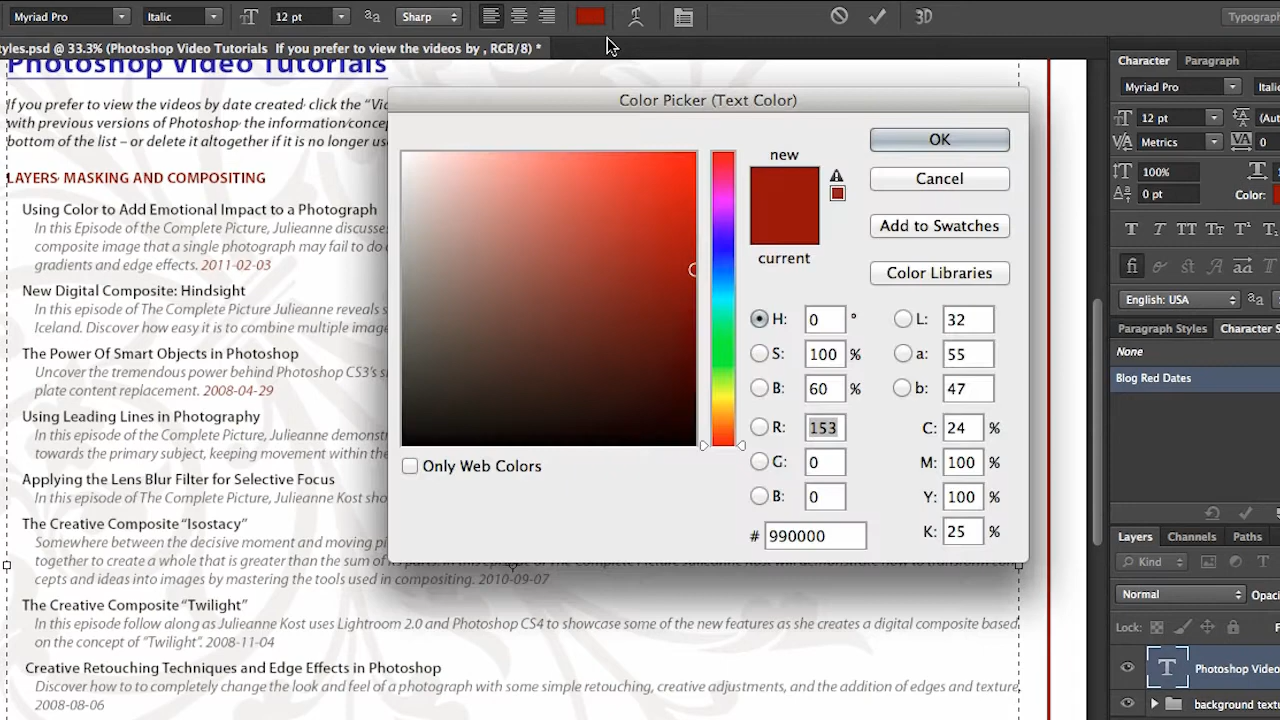 Myriad Pro Italic 12 pt Sharp 3D Typograp
tyles.psd @ 33.3% (Photoshop Video Tutorials If you prefer to view the videos by , RGB/8) *
Photoshop Video Tutorials
If you prefer to view the videos by date created, click the “Vi
with previous versions of Photoshop, the information/concep
bottom of the list – or delete it altogether if it is no longer us
LAYERS, MASKING AND COMPOSITING
Using Color to Add Emotional Impact to a Photograph
In this Episode of the Complete Picture, Julieanne discusse
composite image that a single photograph may fail to do
gradients and edge effects. 2011-02-03
New Digital Composite: Hindsight
In this episode of The Complete Picture Julieanne reveals s
Iceland. Discover how easy it is to combine multiple image
The Power Of Smart Objects in Photoshop
Uncover the tremendous power behind Photoshop CS3’s s
plate content replacement. 2008-04-29
Using Leading Lines in Photography
In this episode of the Complete Picture, Julieanne demonst
towards the primary subject, keeping movement within the
Applying the Lens Blur Filter for Selective Focus
In this episode of The Complete Picture, Julieanne Kost sho
The Creative Composite “Isostacy”
Somewhere between the decisive moment and moving pi
together to create a whole that is greater than the sum of its
cepts and ideas into images by mastering the tools used in compositing. 2010-09-07
The Creative Composite “Twilight”
In this episode follow along as Julieanne Kost uses Lightroom 2.0 and Photoshop CS4 to showcase some of the new features as she creates a digital composite based
on the concept of “Twilight”. 2008-11-04
Creative Retouching Techniques and Edge Effects in Photoshop
Discover how to to completely change the look and feel of a photograph with some simple retouching, creative adjustments, and the addition of edges and texture.
2008-08-06
Color Picker (Text Color)
new
current
OK
Cancel
Add to Swatches
Color Libraries
H: 0 ° L: 32
S: 100 % a: 55
B: 60 % b: 47
R: 153 C: 24 %
G: 0 M: 100 %
B: 0 Y: 100 %
# 990000 K: 25 %
Only Web Colors
Character Paragraph
Myriad Pro Italic
12 pt (Aut
Metrics 0
100%
0 pt Color:
English: USA
Paragraph Styles Character S
None
Blog Red Dates
Layers Channels Paths
Kind
Normal Opaci
Lock: F
Photoshop Video
background text